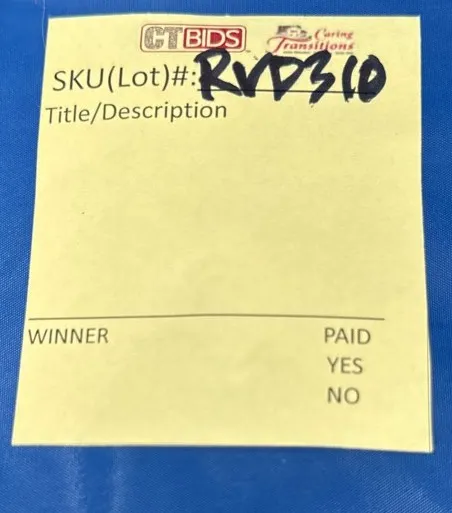 CTBIDS Caring Transitions
SKU(Lot)#: RVD310
Title/Description
WINNER PAID
YES
NO